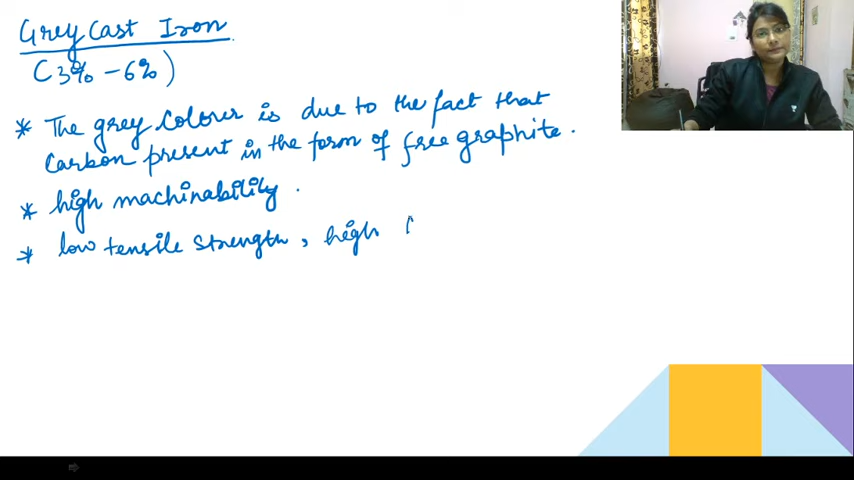 Grey Cast Iron
(3% - 6%)
* The grey colour is due to the fact that
carbon present in the form of free graphite.
* high machinability.
* low tensile strength, high